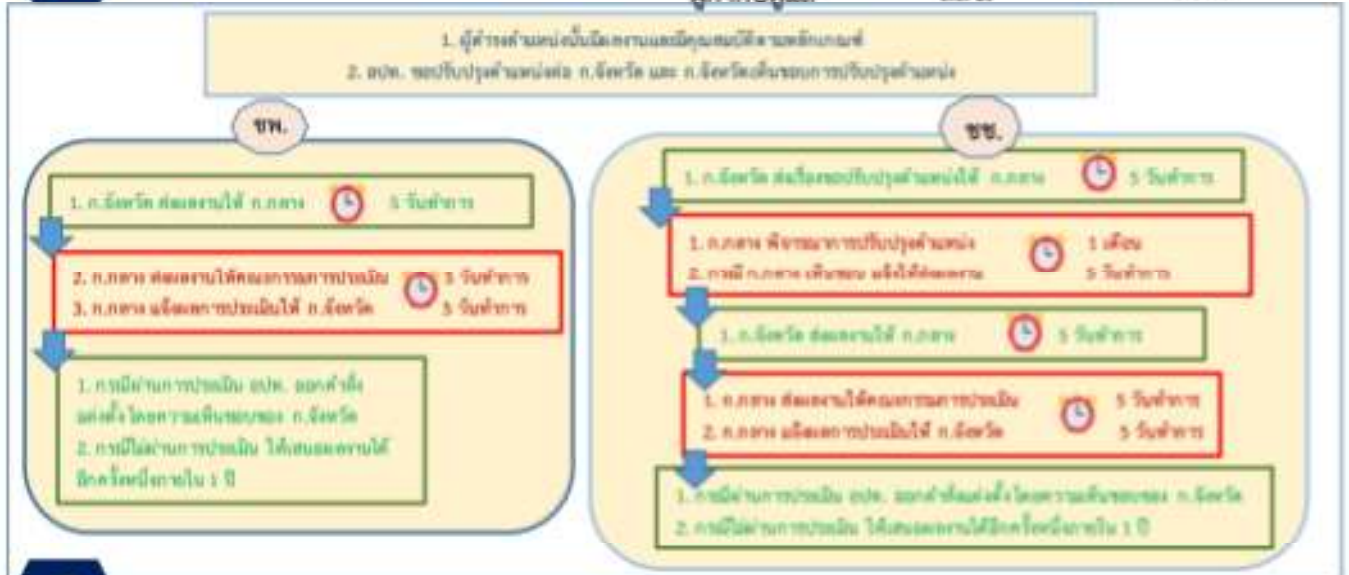 1. ผู้ดำรงตำแหน่งนั้นมีผลงานและมีคุณสมบัติตามหลักเกณฑ์
2. อปท. ขอปรับปรุงตำแหน่งต่อ ก.จังหวัด และ ก.จังหวัดเห็นชอบการปรับปรุงตำแหน่ง
ชพ.
1. ก.จังหวัด ส่งผลงานให้ ก.กลาง 5 วันทำการ
2. ก.กลาง ส่งผลงานให้คณะกรรมการประเมิน 5 วันทำการ
3. ก.กลาง แจ้งผลการประเมินให้ ก.จังหวัด 5 วันทำการ
1. กรณีผ่านการประเมิน อปท. ออกคำสั่ง
แต่งตั้งโดยความเห็นชอบของ ก.จังหวัด
2. กรณีไม่ผ่านการประเมิน ให้เสนอผลงานได้
อีกครั้งหนึ่งภายใน 1 ปี
ชช.
1. ก.จังหวัด ส่งเรื่องขอปรับปรุงตำแหน่งให้ ก.กลาง 5 วันทำการ
1. ก.กลาง พิจารณาการปรับปรุงตำแหน่ง 1 เดือน
2. กรณี ก.กลาง เห็นชอบ แจ้งให้ส่งผลงาน 5 วันทำการ
1. ก.จังหวัด ส่งผลงานให้ ก.กลาง 5 วันทำการ
1. ก.กลาง ส่งผลงานให้คณะกรรมการประเมิน 5 วันทำการ
2. ก.กลาง แจ้งผลการประเมินให้ ก.จังหวัด 5 วันทำการ
1. กรณีผ่านการประเมิน อปท. ออกคำสั่งแต่งตั้งโดยความเห็นชอบของ ก.จังหวัด
2. กรณีไม่ผ่านการประเมิน ให้เสนอผลงานได้อีกครั้งหนึ่งภายใน 1 ปี